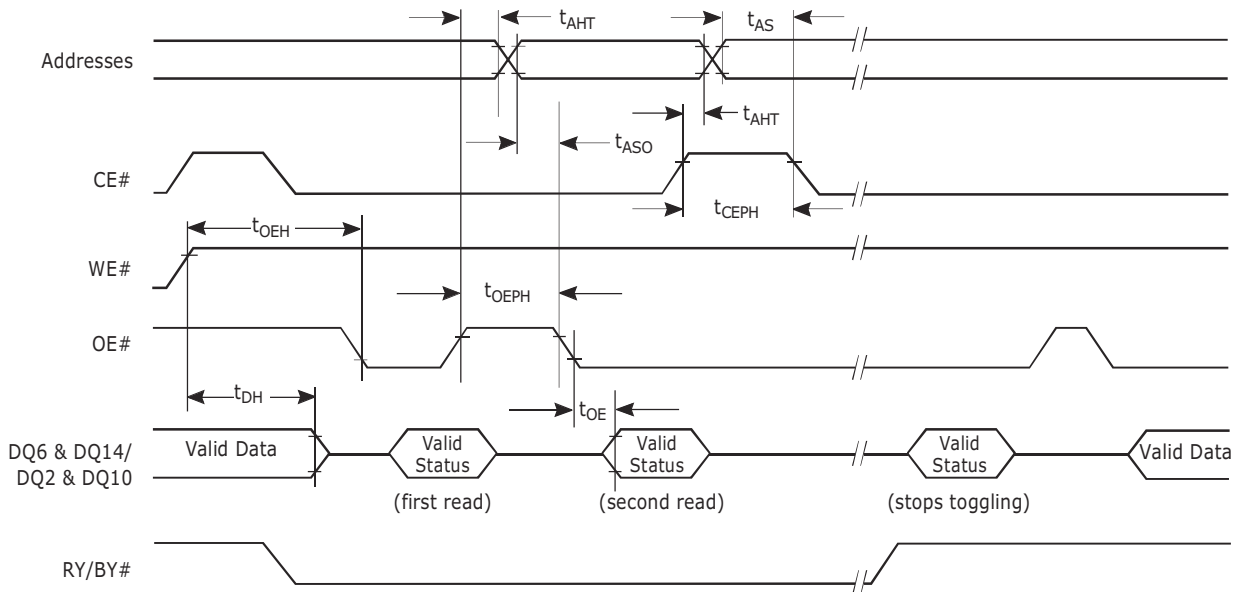 tAHT
tAS
Addresses
tAHT
tASO
CE#
tCEPH
tOEH
WE#
tOEPH
OE#
tDH
tOE
DQ6 & DQ14/
DQ2 & DQ10
Valid Data
Valid
Status
Valid
Status
Valid
Status
Valid Data
(first read)
(second read)
(stops toggling)
RY/BY#